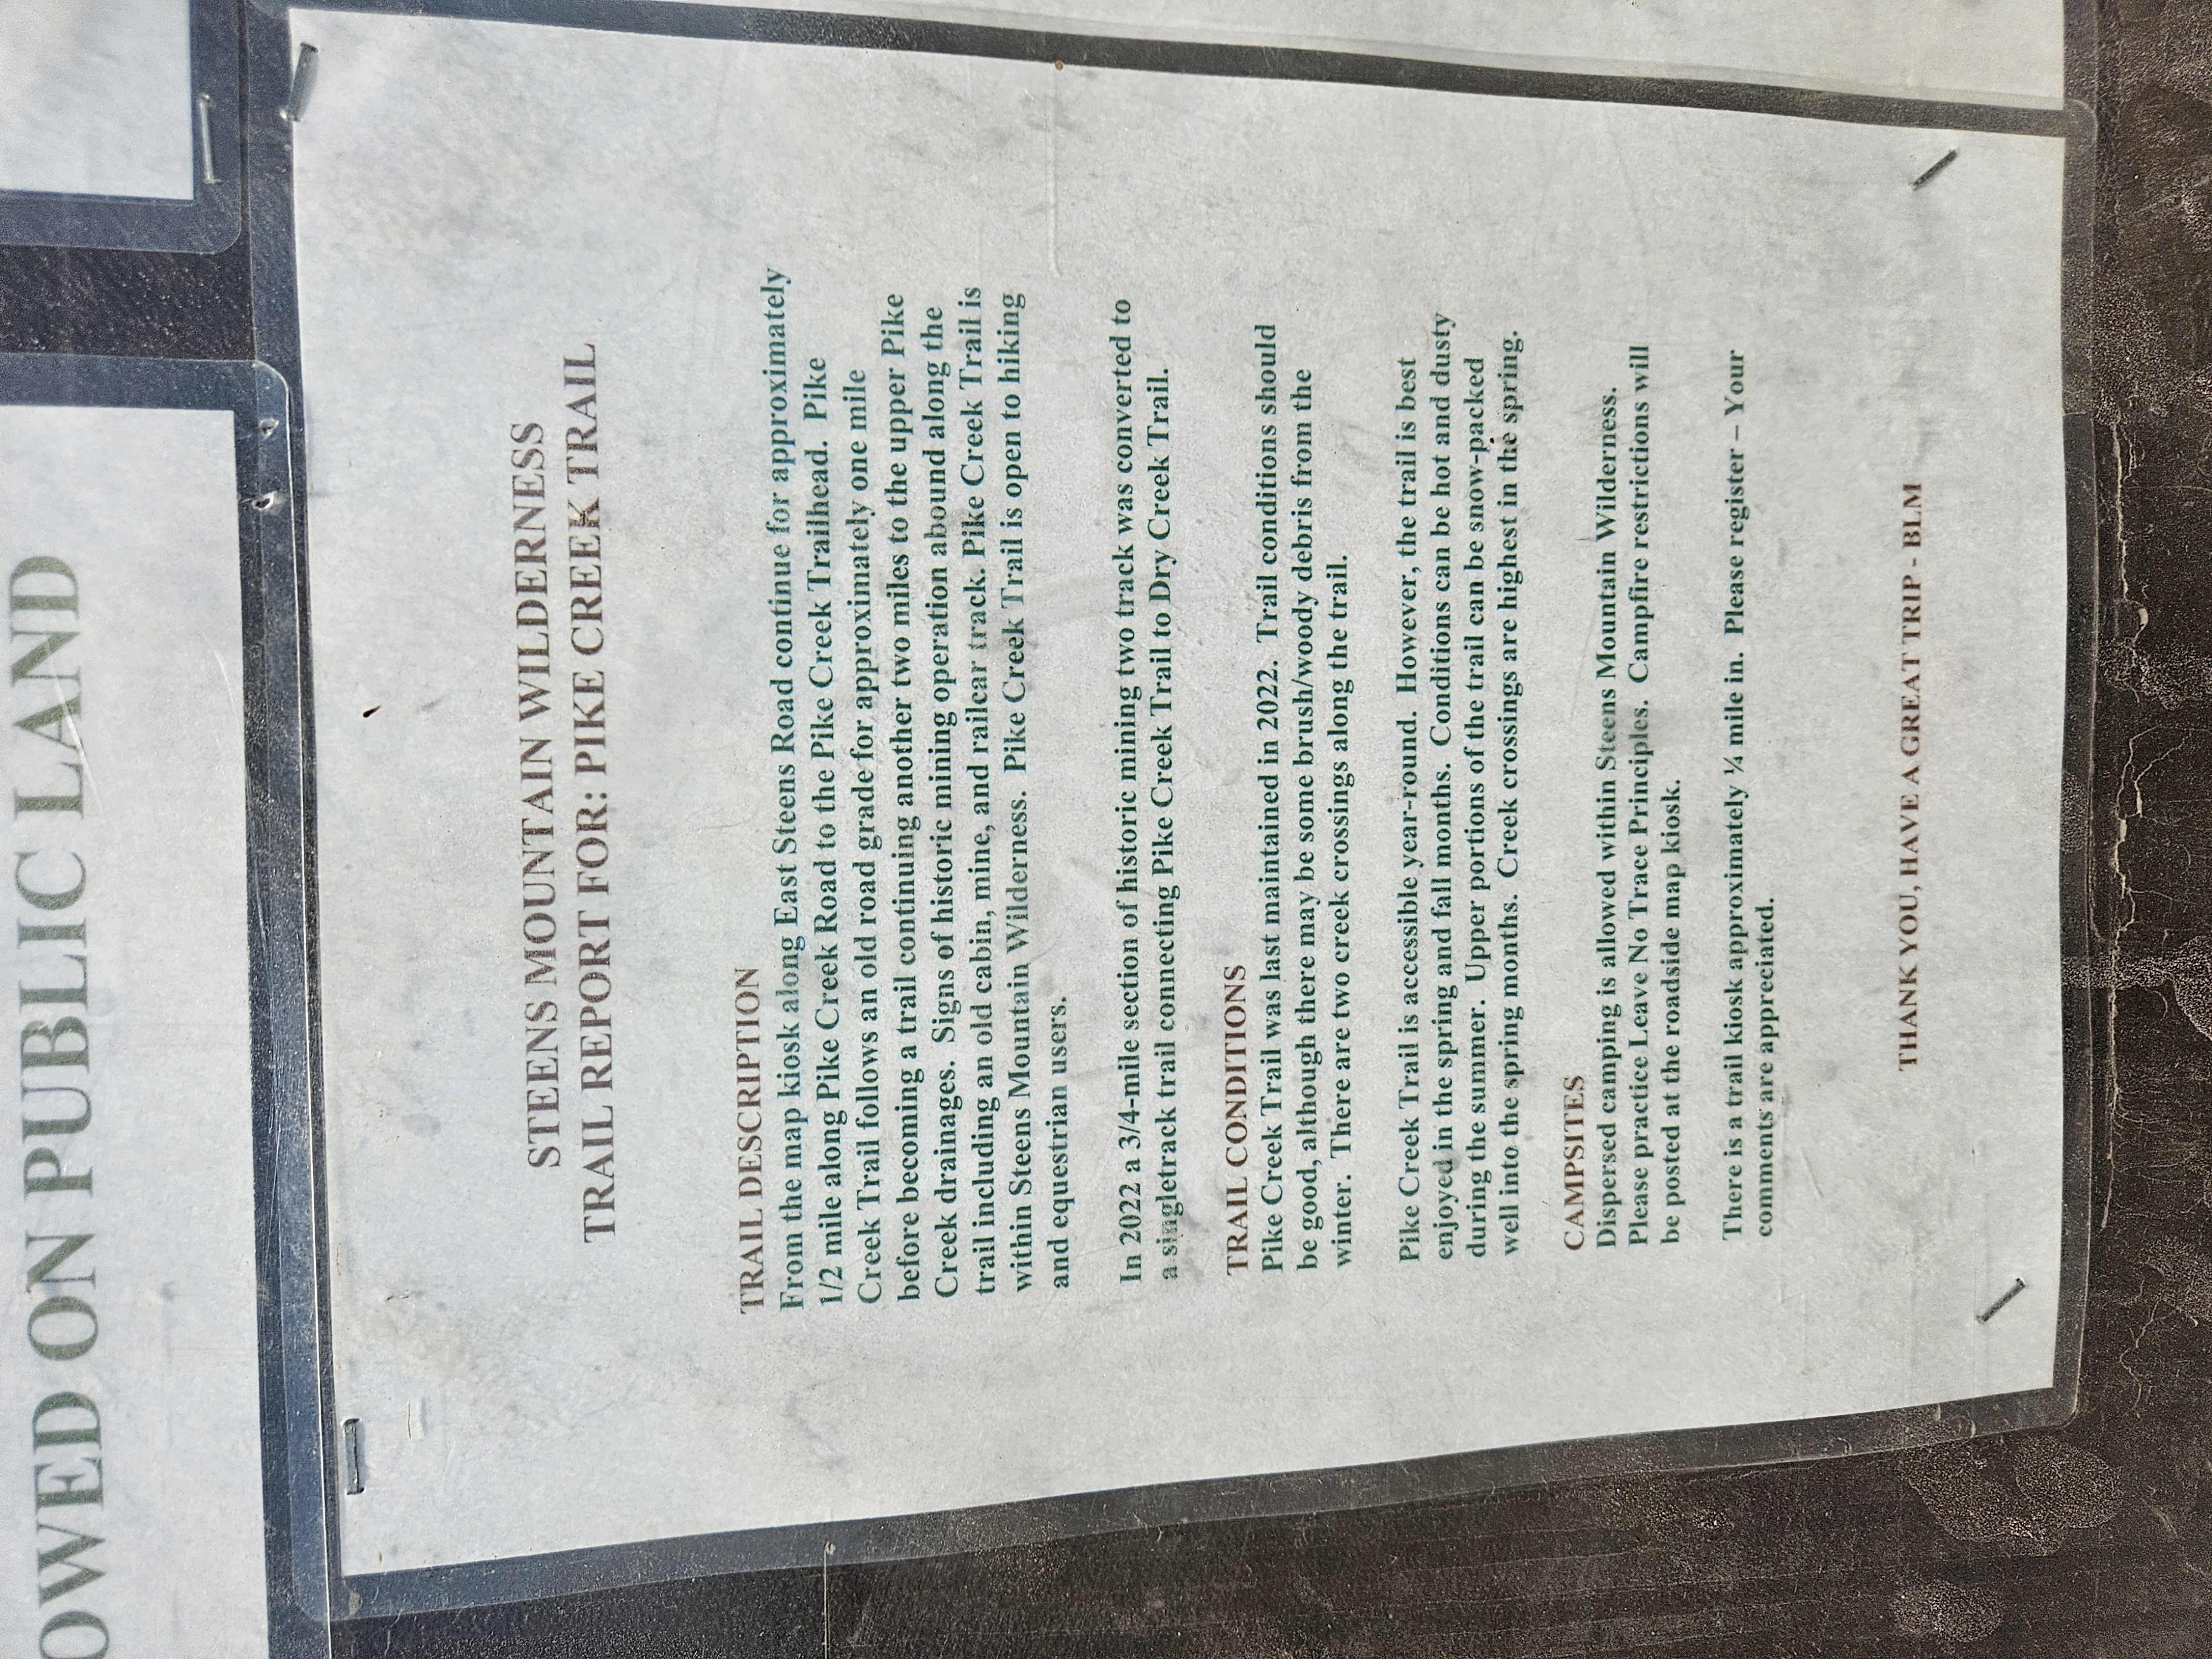 OWED ON PUBLIC LAND
STEENS MOUNTAIN WILDERNESS
TRAIL REPORT FOR: PIKE CREEK TRAIL
TRAIL DESCRIPTION
From the map kiosk along East Steens Road continue for approximately
1/2 mile along Pike Creek Road to the Pike Creek Trailhead. Pike
Creek Trail follows an old road grade for approximately one mile
before becoming a trail continuing another two miles to the upper Pike
Creek drainages. Signs of historic mining operation abound along the
trail including an old cabin, mine, and railcar track. Pike Creek Trail is
within Steens Mountain Wilderness. Pike Creek Trail is open to hiking
and equestrian users.
In 2022 a 3/4-mile section of historic mining two track was converted to
a singletrack trail connecting Pike Creek Trail to Dry Creek Trail.
TRAIL CONDITIONS
Pike Creek Trail was last maintained in 2022. Trail conditions should
be good, although there may be some brush/woody debris from the
winter. There are two creek crossings along the trail.
Pike Creek Trail is accessible year-round. However, the trail is best
enjoyed in the spring and fall months. Conditions can be hot and dusty
during the summer. Upper portions of the trail can be snow-packed
well into the spring months. Creek crossings are highest in the spring.
CAMPSITES
Dispersed camping is allowed within Steens Mountain Wilderness.
Please practice Leave No Trace Principles. Campfire restrictions will
be posted at the roadside map kiosk.
There is a trail kiosk approximately ¼ mile in. Please register – Your
comments are appreciated.
THANK YOU, HAVE A GREAT TRIP - BLM